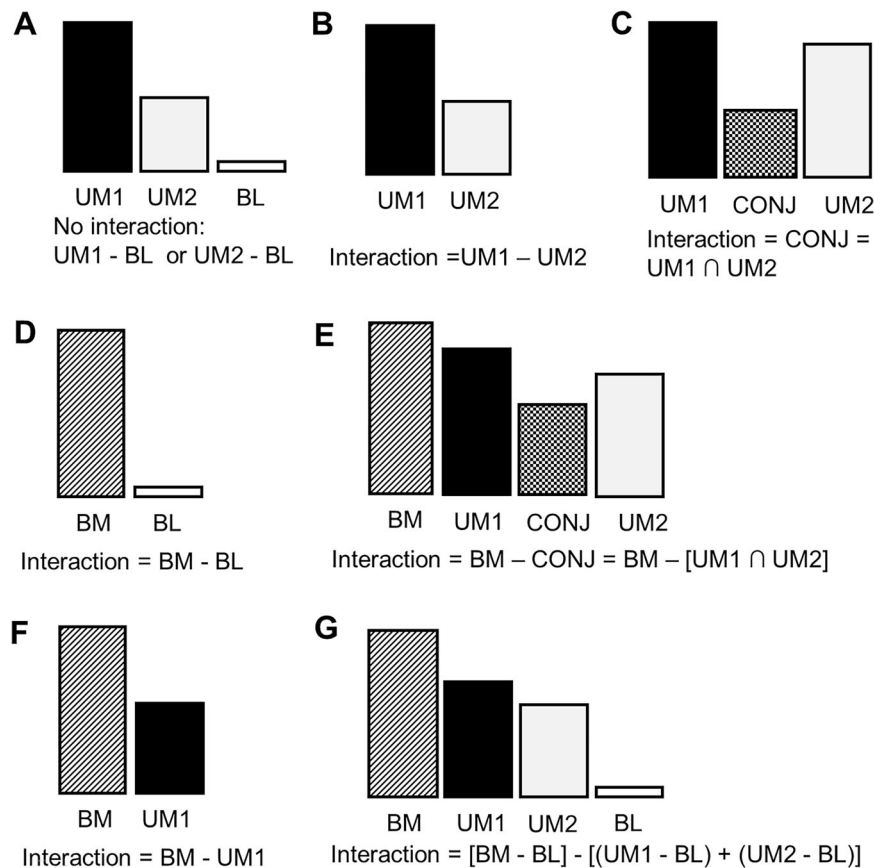 A
B
C
UM1 UM2 BL
UM1 UM2
UM1 CONJ UM2
No interaction:
UM1 - BL or UM2 - BL
Interaction =UM1 – UM2
Interaction = CONJ =
UM1 ∩ UM2
D
E
BM BL
BM UM1 CONJ UM2
Interaction = BM - BL
Interaction = BM – CONJ = BM – [UM1 ∩ UM2]
F
G
BM UM1
BM UM1 UM2 BL
Interaction = BM - UM1
Interaction = [BM - BL] - [(UM1 - BL) + (UM2 - BL)]